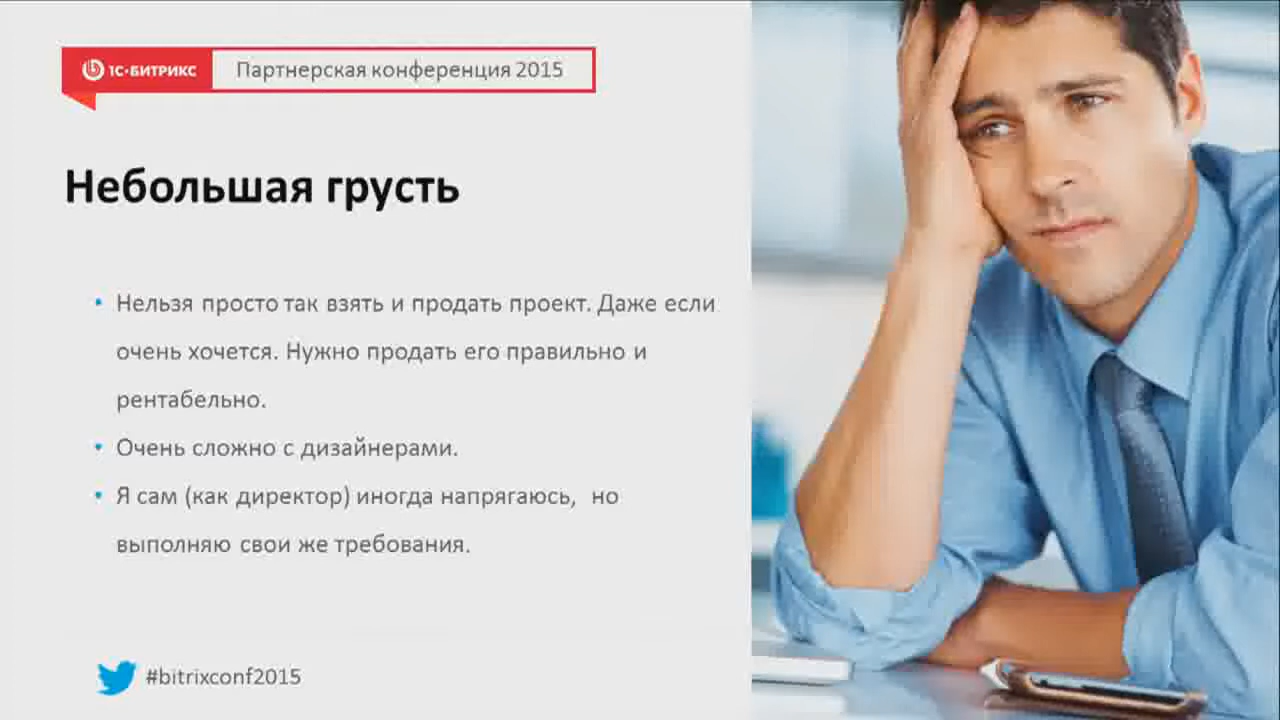 1С-БИТРИКС Партнерская конференция 2015
Небольшая грусть
• Нельзя просто так взять и продать проект. Даже если
очень хочется. Нужно продать его правильно и
рентабельно.
• Очень сложно с дизайнерами.
• Я сам (как директор) иногда напрягаюсь, но
выполняю свои же требования.
#bitrixconf2015